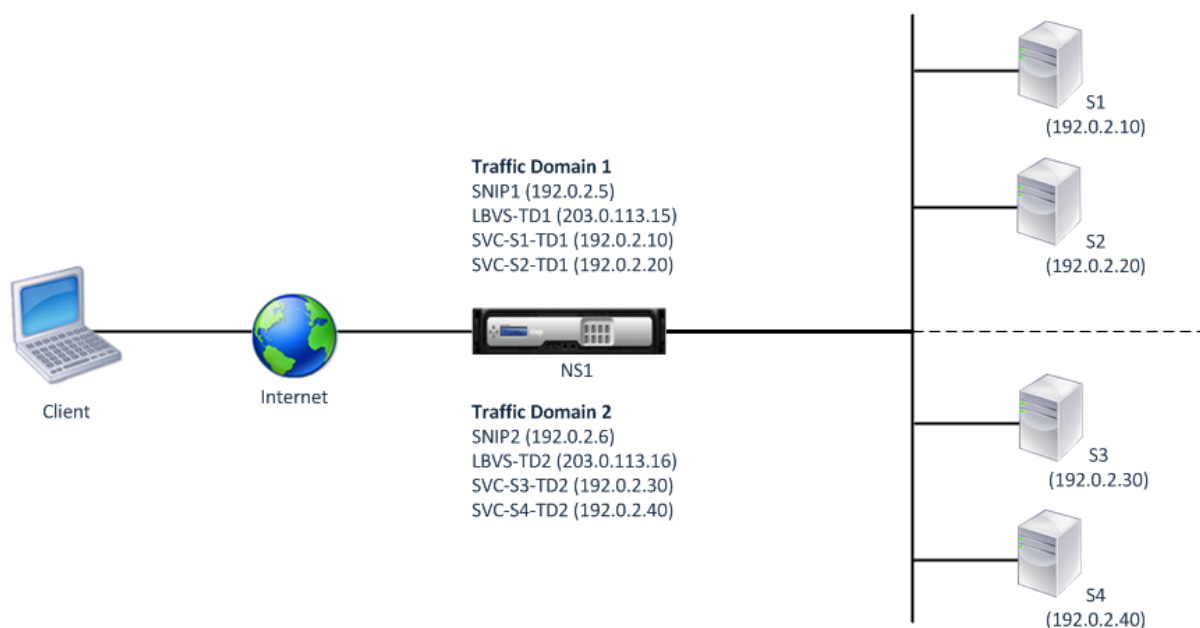 Traffic Domain 1
SNIP1 (192.0.2.5)
LBVS-TD1 (203.0.113.15)
SVC-S1-TD1 (192.0.2.10)
SVC-S2-TD1 (192.0.2.20)
Client
Internet
NS1
Traffic Domain 2
SNIP2 (192.0.2.6)
LBVS-TD2 (203.0.113.16)
SVC-S3-TD2 (192.0.2.30)
SVC-S4-TD2 (192.0.2.40)
S1
(192.0.2.10)
S2
(192.0.2.20)
S3
(192.0.2.30)
S4
(192.0.2.40)